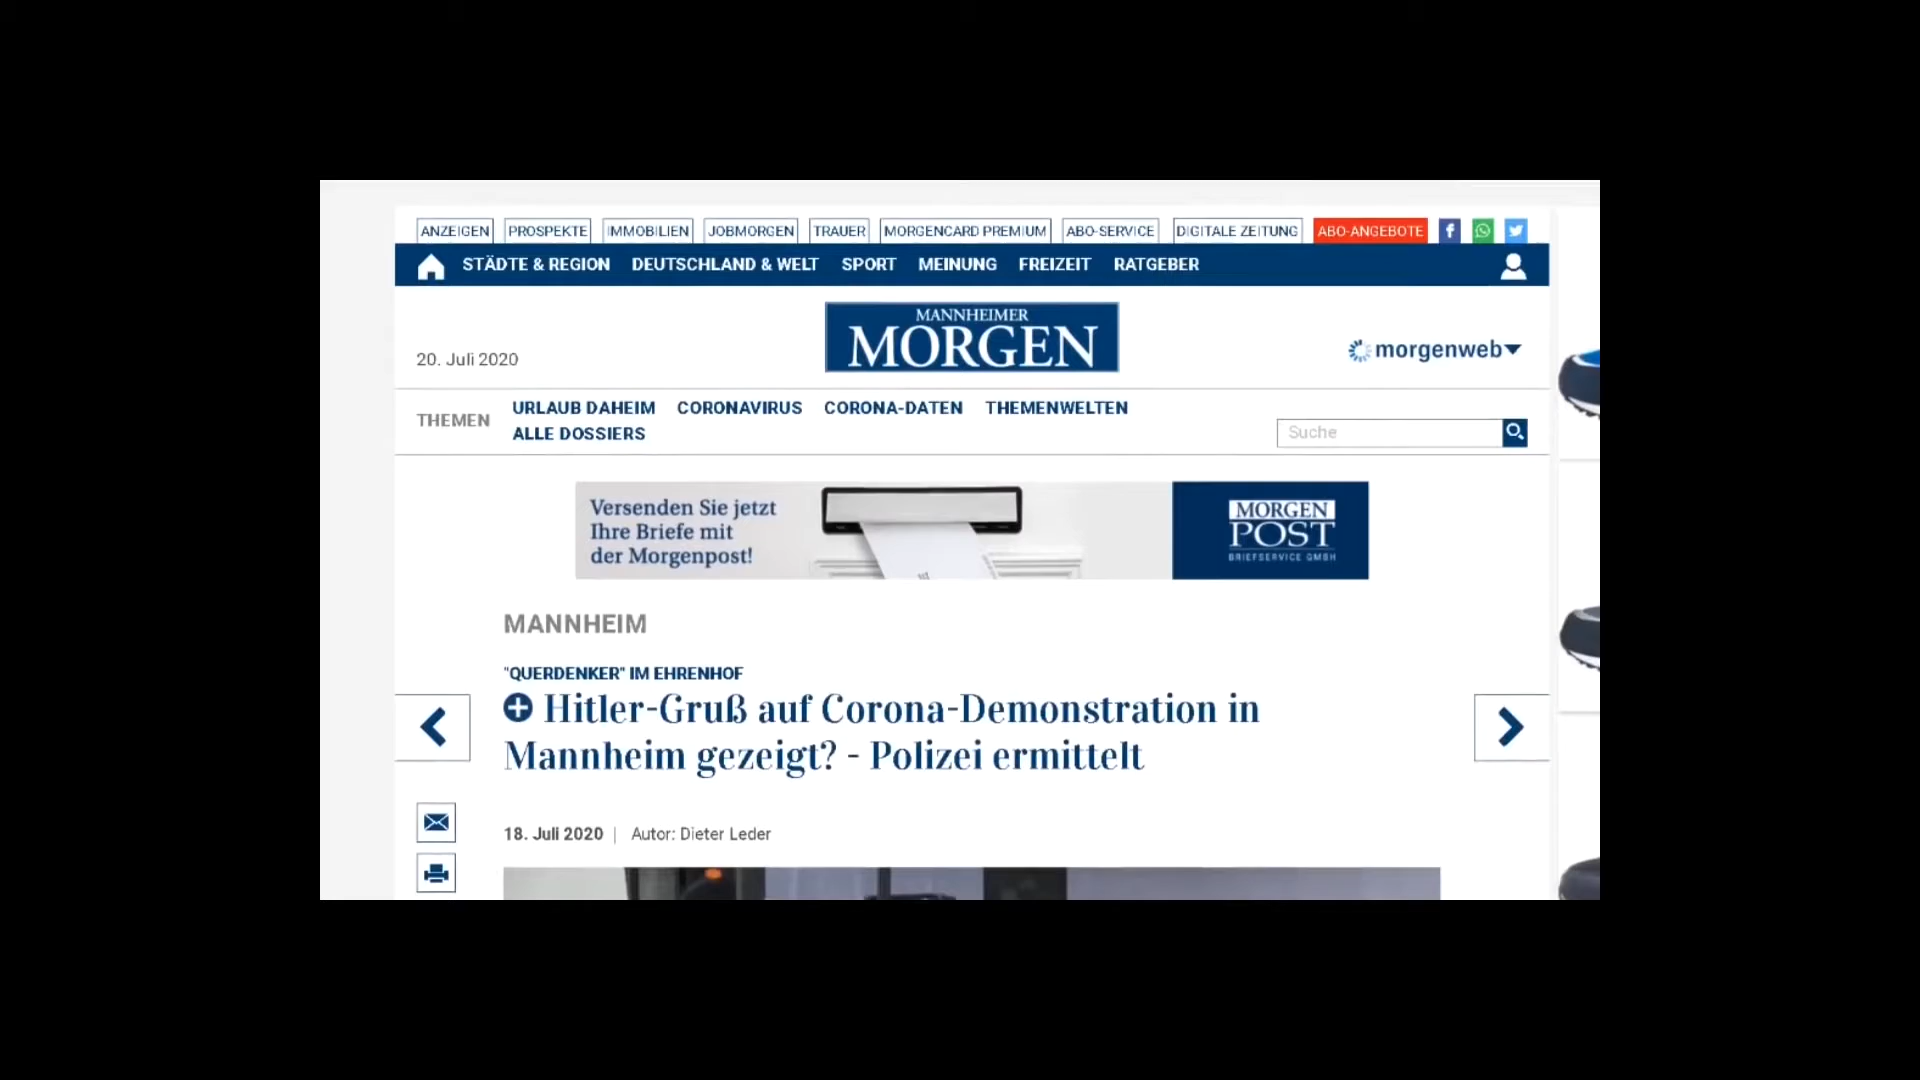 ANZEIGEN PROSPEKTE IMMOBILIEN JOBMORGEN TRAUER MORGENCARD PREMIUM ABO-SERVICE DIGITALE ZEITUNG ABO-ANGEBOTE
STÄDTE & REGION DEUTSCHLAND & WELT SPORT MEINUNG FREIZEIT RATGEBER
MANNHEIMER
MORGEN
20. Juli 2020
morgenweb
THEMEN
URLAUB DAHEIM CORONAVIRUS CORONA-DATEN THEMENWELTEN
ALLE DOSSIERS
Suche
Versenden Sie jetzt
Ihre Briefe mit
der Morgenpost!
MORGEN
POST
BRIEFSERVICE GMBH
MANNHEIM
"QUERDENKER" IM EHRENHOF
Hitler-Gruß auf Corona-Demonstration in
Mannheim gezeigt? - Polizei ermittelt
18. Juli 2020 | Autor: Dieter Leder